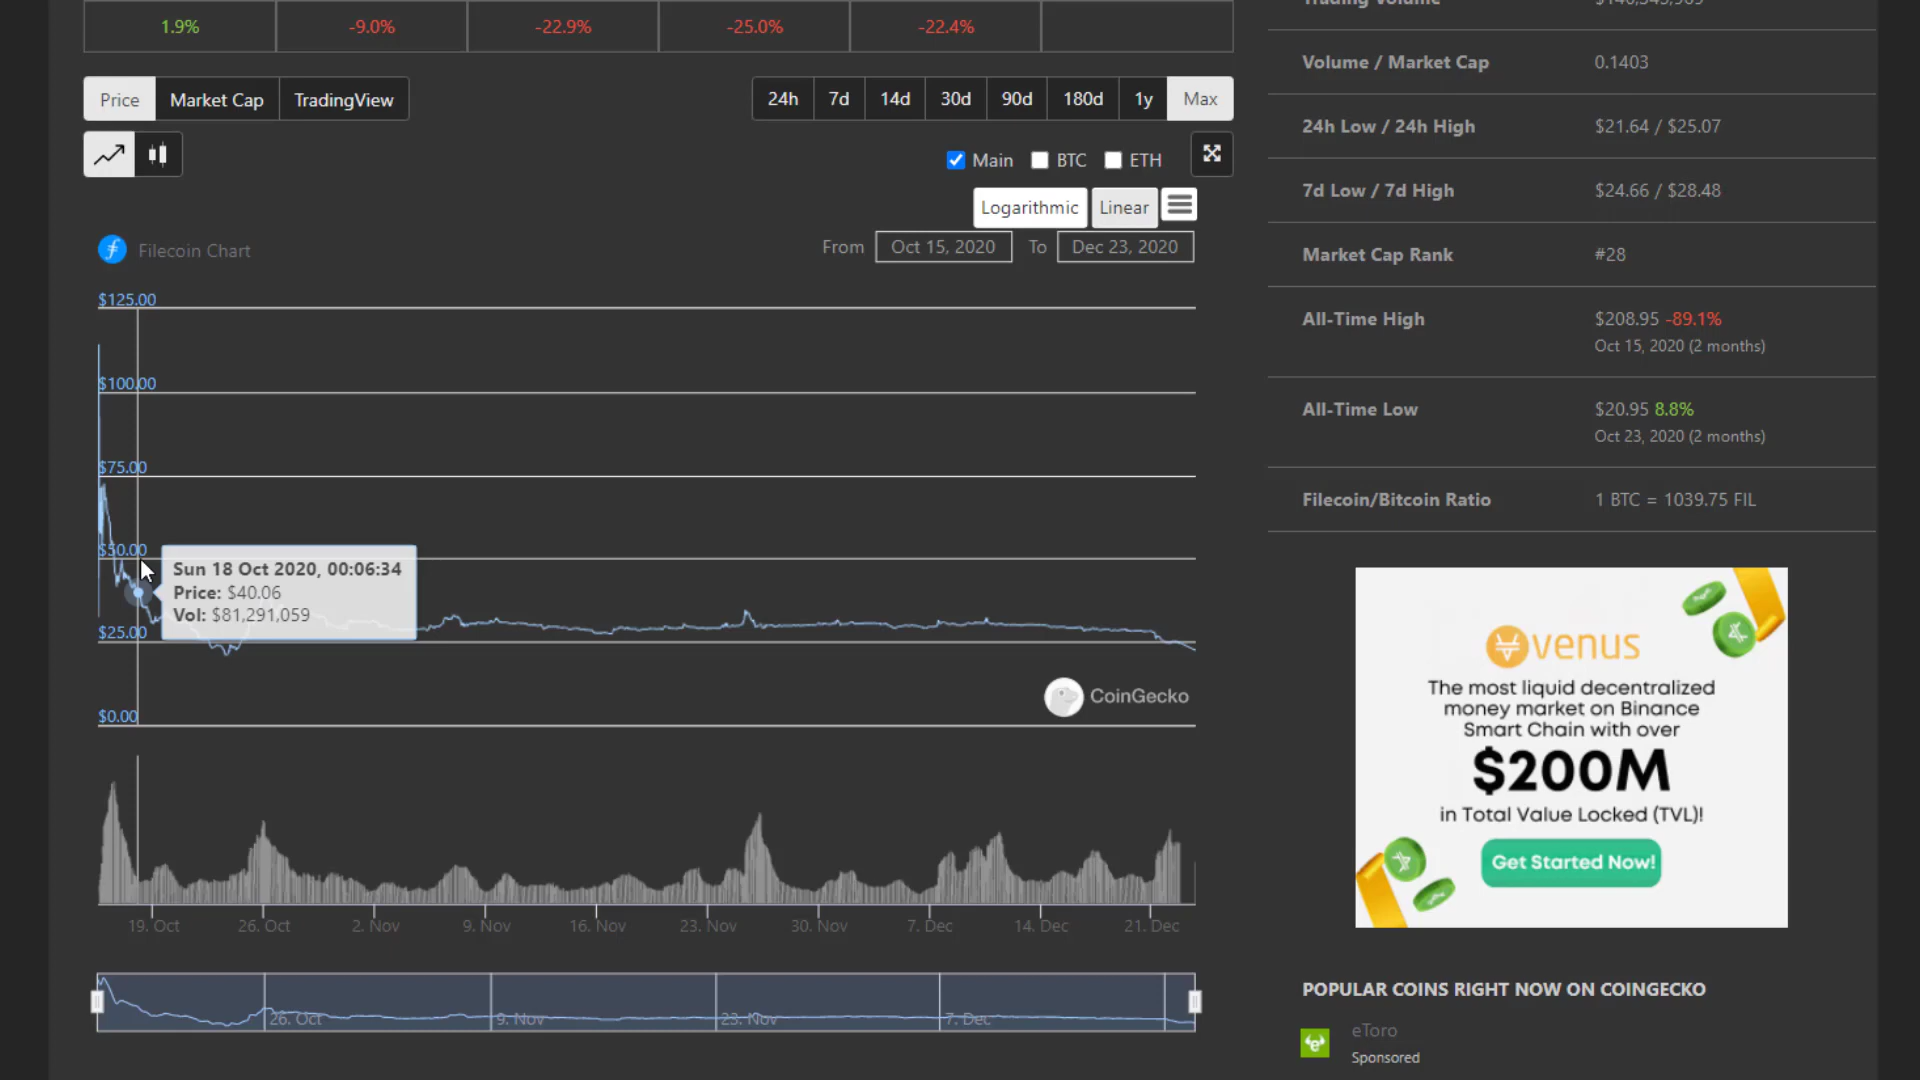 Trading Volume $140,343,909
1.9% -9.0% -22.9% -25.0% -22.4%
Volume / Market Cap 0.1403
Price Market Cap TradingView 24h 7d 14d 30d 90d 180d 1y Max
24h Low / 24h High $21.64 / $25.07
Main BTC ETH
7d Low / 7d High $24.66 / $28.48
Logarithmic Linear
Filecoin Chart From Oct 15, 2020 To Dec 23, 2020
Market Cap Rank #28
$125.00
$100.00
$75.00
$50.00
$25.00
$0.00
Sun 18 Oct 2020, 00:06:34
Price: $40.06
Vol: $81,291,059
CoinGecko
19. Oct 26. Oct 2. Nov 9. Nov 16. Nov 23. Nov 30. Nov 7. Dec 14. Dec 21. Dec
26. Oct 9. Nov 23. Nov 7. Dec
All-Time High $208.95 -89.1%
Oct 15, 2020 (2 months)
All-Time Low $20.95 8.8%
Oct 23, 2020 (2 months)
Filecoin/Bitcoin Ratio 1 BTC = 1039.75 FIL
venus
The most liquid decentralized
money market on Binance
Smart Chain with over
$200M
in Total Value Locked (TVL)!
Get Started Now!
POPULAR COINS RIGHT NOW ON COINGECKO
eToro
Sponsored